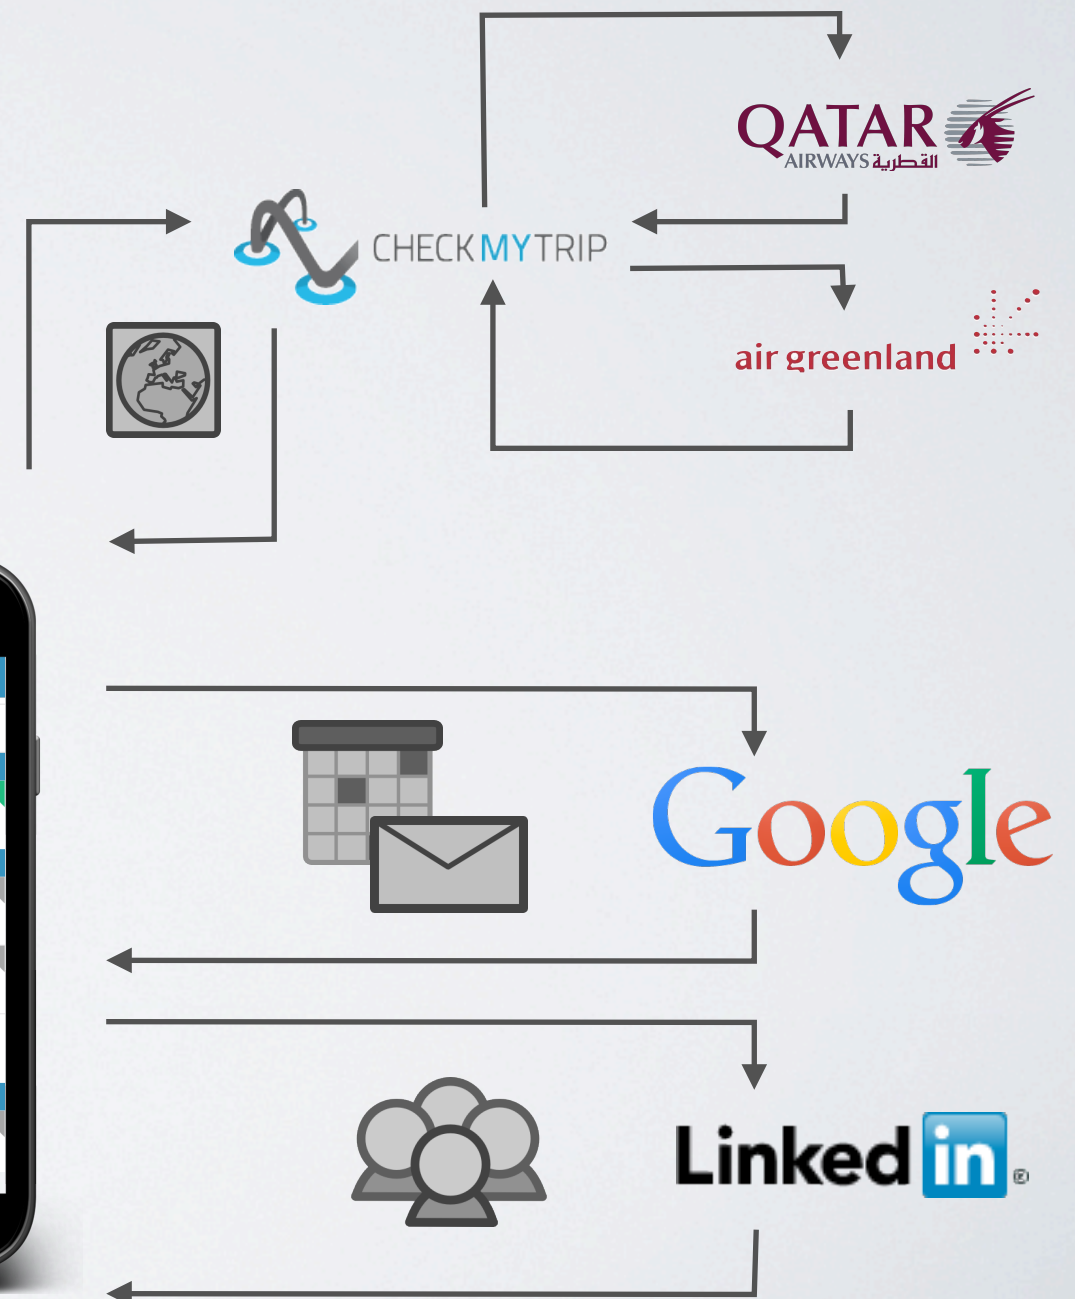 QATAR
AIRWAYS القطرية
CHECKMYTRIP
air greenland
Google
Linked in ®